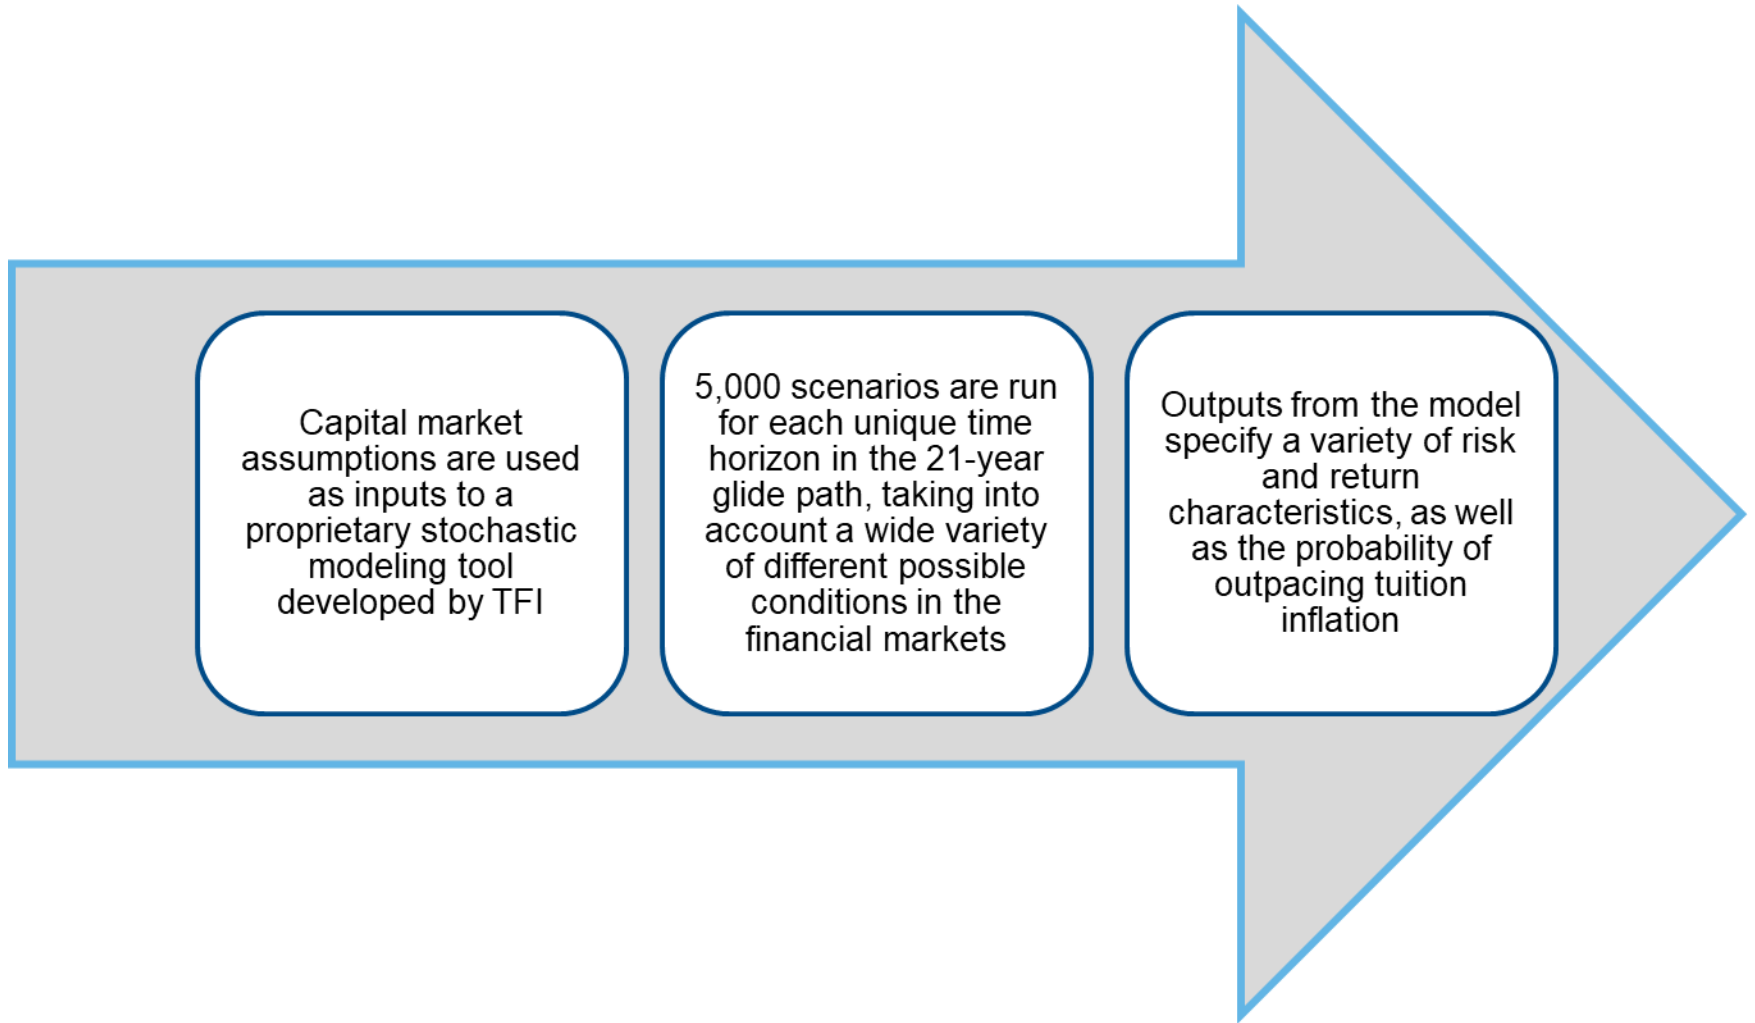 Capital market
assumptions are used
as inputs to a
proprietary stochastic
modeling tool
developed by TFI
5,000 scenarios are run
for each unique time
horizon in the 21-year
glide path, taking into
account a wide variety
of different possible
conditions in the
financial markets
Outputs from the model
specify a variety of risk
and return
characteristics, as well
as the probability of
outpacing tuition
inflation